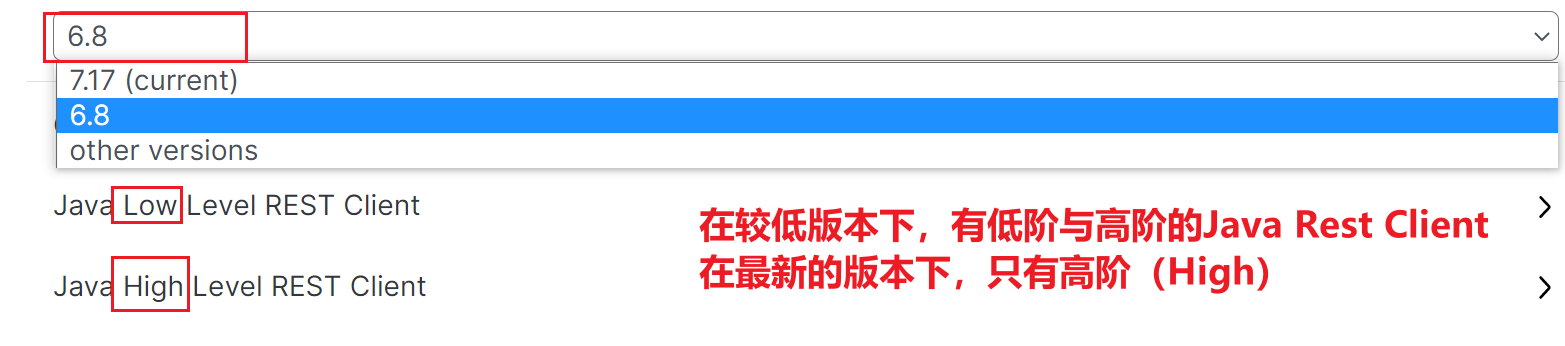 6.8
7.17 (current)
6.8
other versions
Java Low Level REST Client
Java High Level REST Client
在较低版本下，有低阶与高阶的Java Rest Client
在最新的版本下，只有高阶（High）